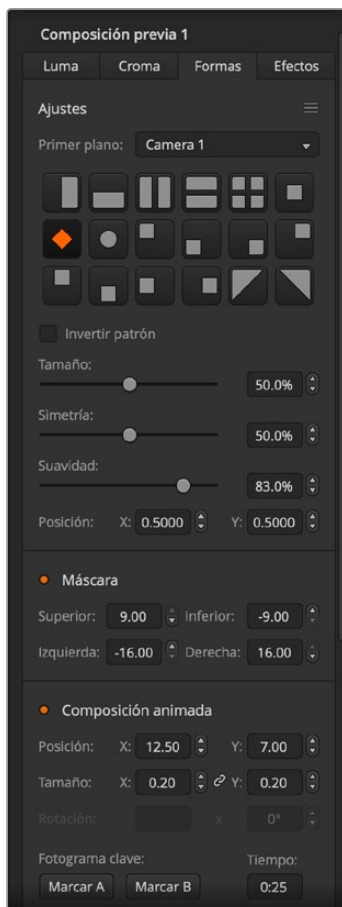 Composición previa 1
Luma Croma Formas Efectos
Ajustes
Primer plano: Camera 1
Invertir patrón
Tamaño:
50.0%
Simetría:
50.0%
Suavidad:
83.0%
Posición: X: 0.5000 Y: 0.5000
Máscara
Superior: 9.00 Inferior: -9.00
Izquierda: -16.00 Derecha: 16.00
Composición animada
Posición: X: 12.50 Y: 7.00
Tamaño: X: 0.20 Y: 0.20
Rotación: x 0°
Fotograma clave: Tiempo:
Marcar A Marcar B 0:25